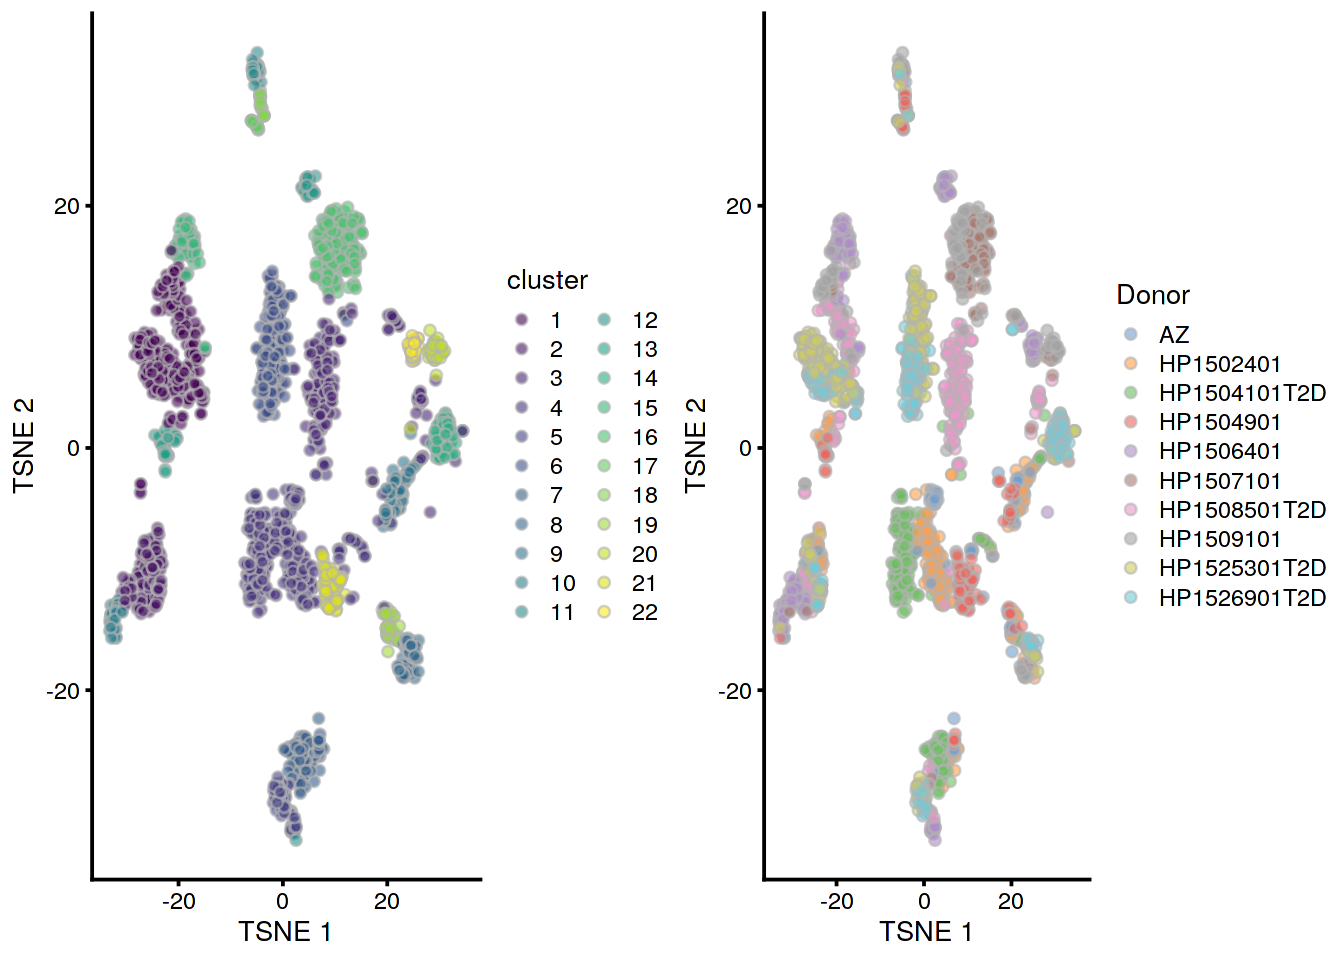 20
0
-20
TSNE 2
-20
0
20
TSNE 1
cluster
1
2
3
4
5
6
7
8
9
10
11
12
13
14
15
16
17
18
19
20
21
22
20
0
-20
TSNE 2
-20
0
20
TSNE 1
Donor
AZ
HP1502401
HP1504101T2D
HP1504901
HP1506401
HP1507101
HP1508501T2D
HP1509101
HP1525301T2D
HP1526901T2D